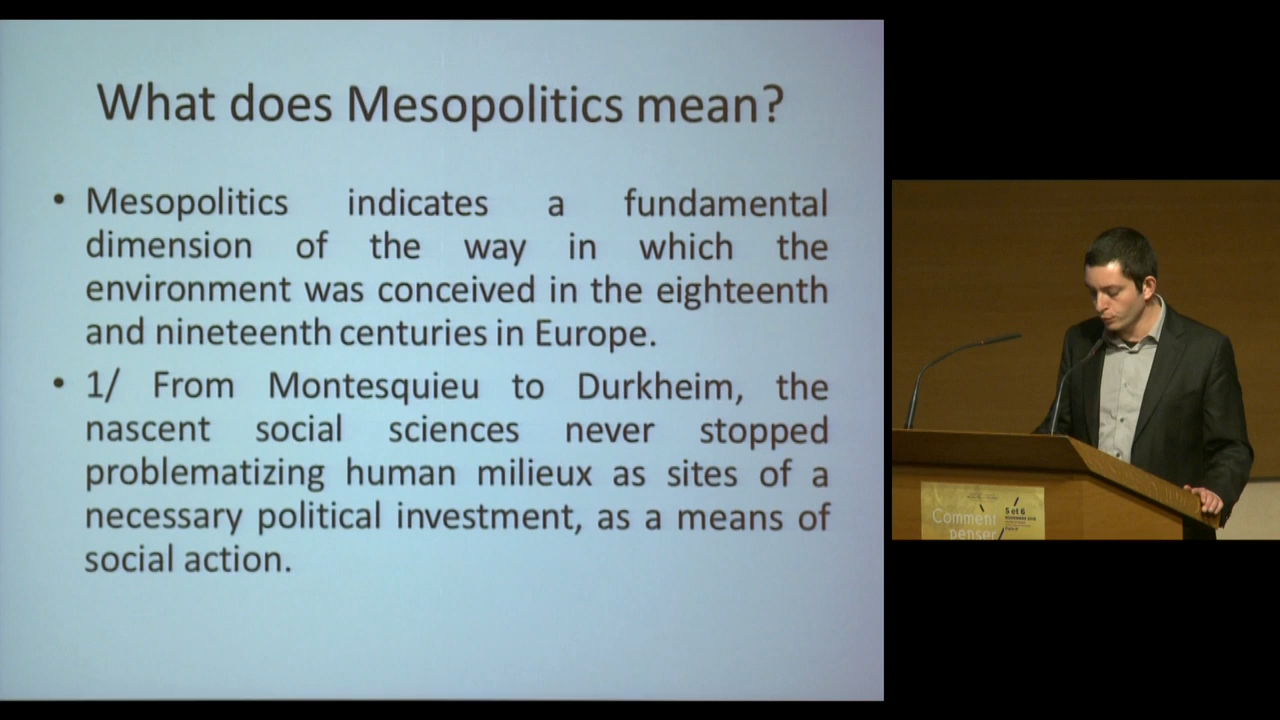 What does Mesopolitics mean?
• Mesopolitics indicates a fundamental
dimension of the way in which the
environment was conceived in the eighteenth
and nineteenth centuries in Europe.
• 1/ From Montesquieu to Durkheim, the
nascent social sciences never stopped
problematizing human milieux as sites of a
necessary political investment, as a means of
social action.
Comment
penser
5 et 6
NOVEMBRE